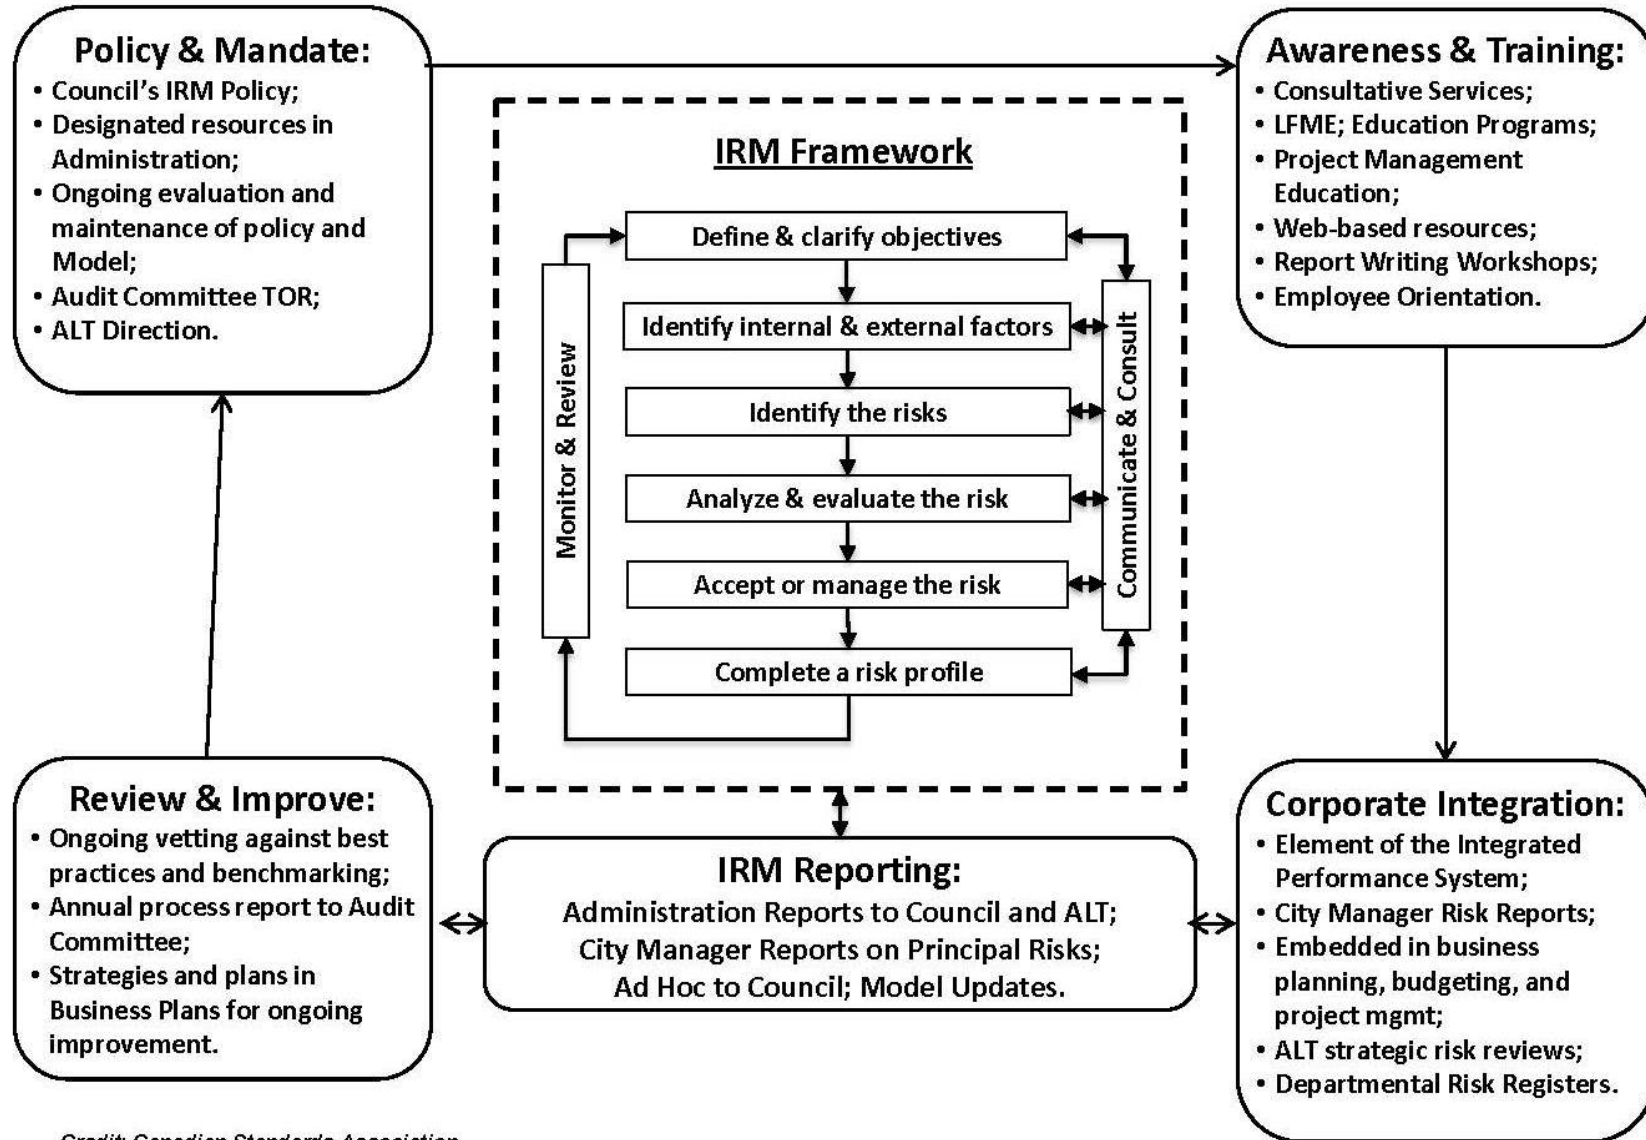 Policy & Mandate:
• Council's IRM Policy;
• Designated resources in
Administration;
• Ongoing evaluation and
maintenance of policy and
Model;
• Audit Committee TOR;
• ALT Direction.
Awareness & Training:
• Consultative Services;
• LFME; Education Programs;
• Project Management
Education;
• Web-based resources;
• Report Writing Workshops;
• Employee Orientation.
IRM Framework
Define & clarify objectives
Identify internal & external factors
Identify the risks
Analyze & evaluate the risk
Accept or manage the risk
Complete a risk profile
Monitor & Review
Communicate & Consult
Review & Improve:
• Ongoing vetting against best
practices and benchmarking;
• Annual process report to Audit
Committee;
• Strategies and plans in
Business Plans for ongoing
improvement.
IRM Reporting:
Administration Reports to Council and ALT;
City Manager Reports on Principal Risks;
Ad Hoc to Council; Model Updates.
Corporate Integration:
• Element of the Integrated
Performance System;
• City Manager Risk Reports;
• Embedded in business
planning, budgeting, and
project mgmt;
• ALT strategic risk reviews;
• Departmental Risk Registers.
Credit: Canadian Standards Association